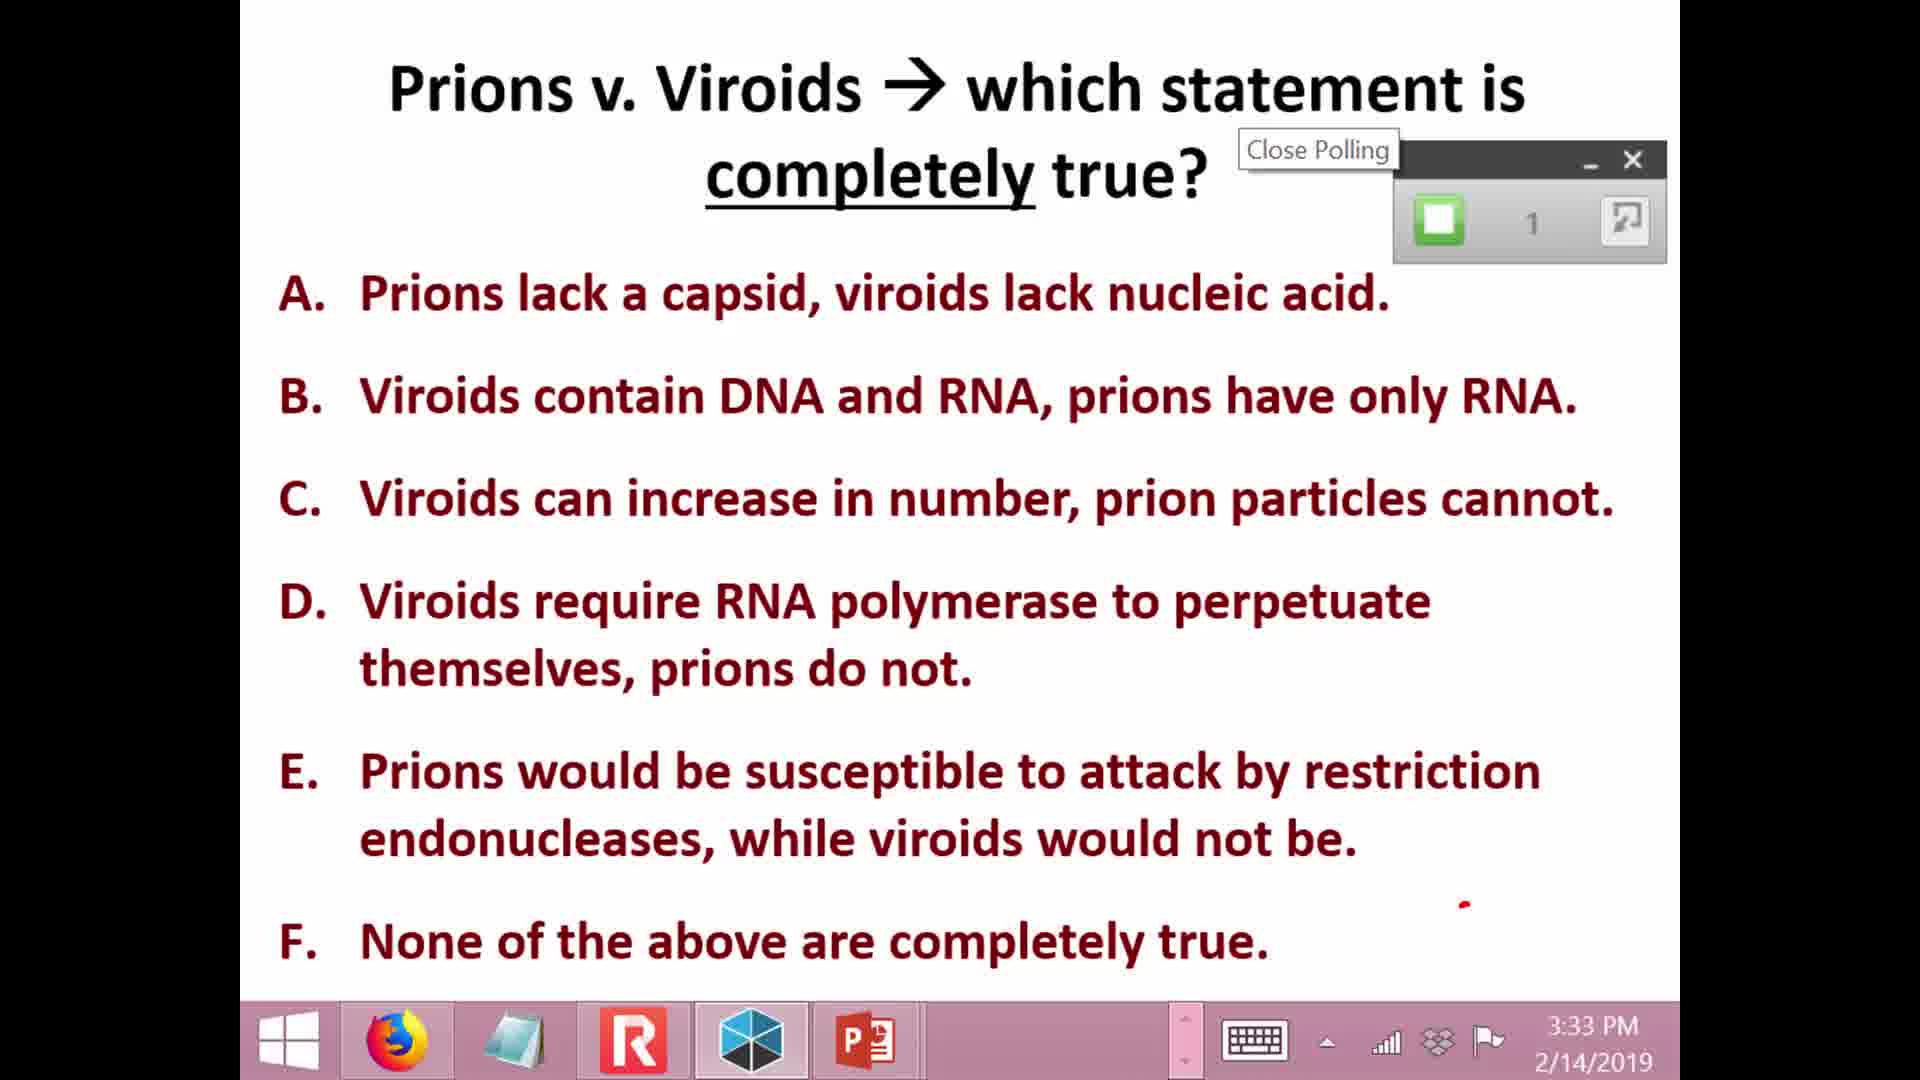 Prions v. Viroids → which statement is
completely true?
Close Polling
1
A. Prions lack a capsid, viroids lack nucleic acid.
B. Viroids contain DNA and RNA, prions have only RNA.
C. Viroids can increase in number, prion particles cannot.
D. Viroids require RNA polymerase to perpetuate
themselves, prions do not.
E. Prions would be susceptible to attack by restriction
endonucleases, while viroids would not be.
F. None of the above are completely true.
3:33 PM
2/14/2019